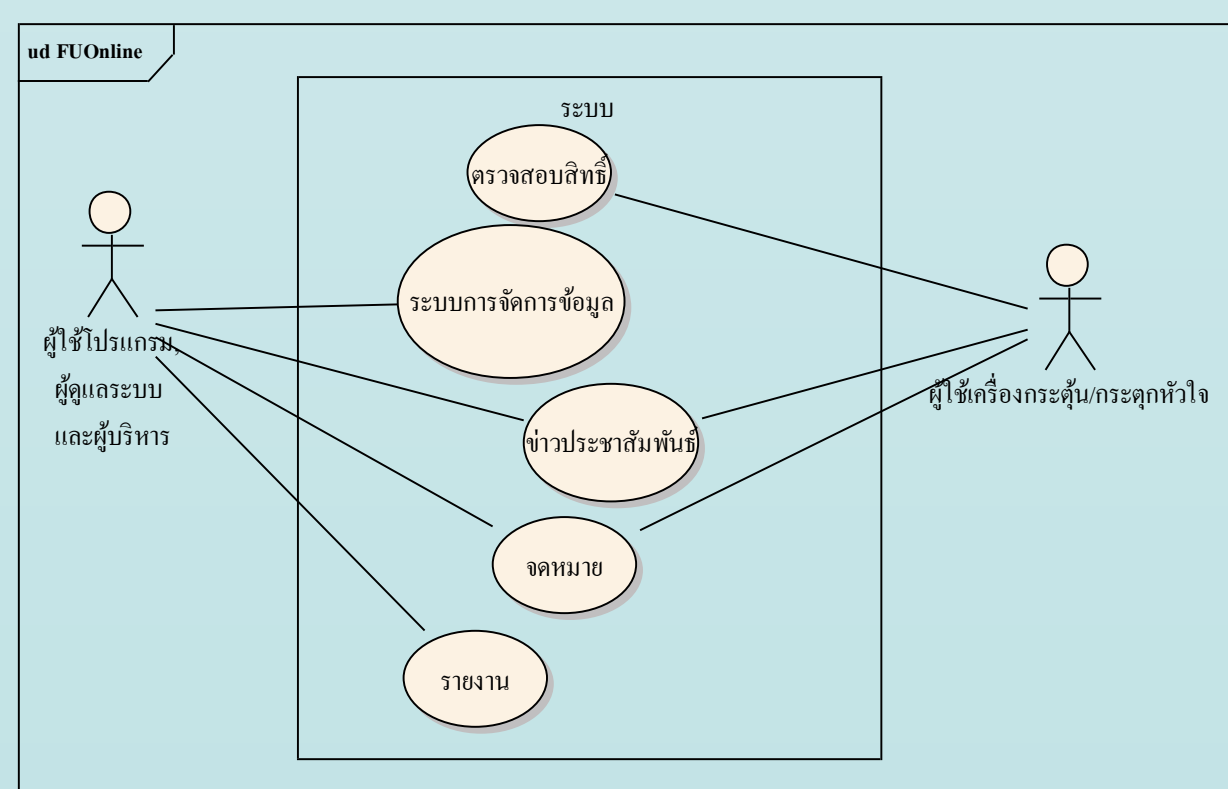 ud FUOnline
ระบบ
ตรวจสอบสิทธิ์
ระบบการจัดการข้อมูล
ผู้ใช้โปรแกรม,
ผู้ดูแลระบบ
และผู้บริหาร
ผู้ใช้เครื่องกระตุ้น/กระตุกหัวใจ
ข่าวประชาสัมพันธ์
จดหมาย
รายงาน